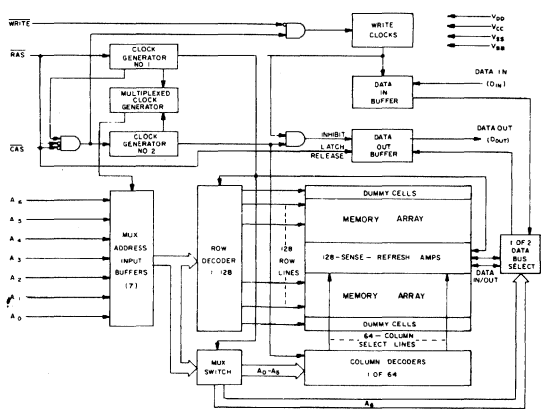 WRITE
WRITE
CLOCKS
VDD
VCC
VSS
VBB
RAS
CLOCK
GENERATOR
NO 1
MULTIPLEXED
CLOCK
GENERATOR
DATA
IN
BUFFER
DATA IN
(DIN)
CAS
CLOCK
GENERATOR
NO 2
INHIBIT
LATCH
RELEASE
DATA
OUT
BUFFER
DATA OUT
(DOUT)
A6
A5
A4
A3
A2
A1
A0
MUX
ADDRESS
INPUT
BUFFERS
(7)
ROW
DECODER
1 128
128
ROW
LINES
DUMMY CELLS
MEMORY ARRAY
128-SENSE-REFRESH AMPS
MEMORY ARRAY
DUMMY CELLS
DATA
IN/OUT
1 OF 2
DATA
BUS
SELECT
64-COLUMN
SELECT LINES
MUX
SWITCH
COLUMN DECODERS
1 OF 64